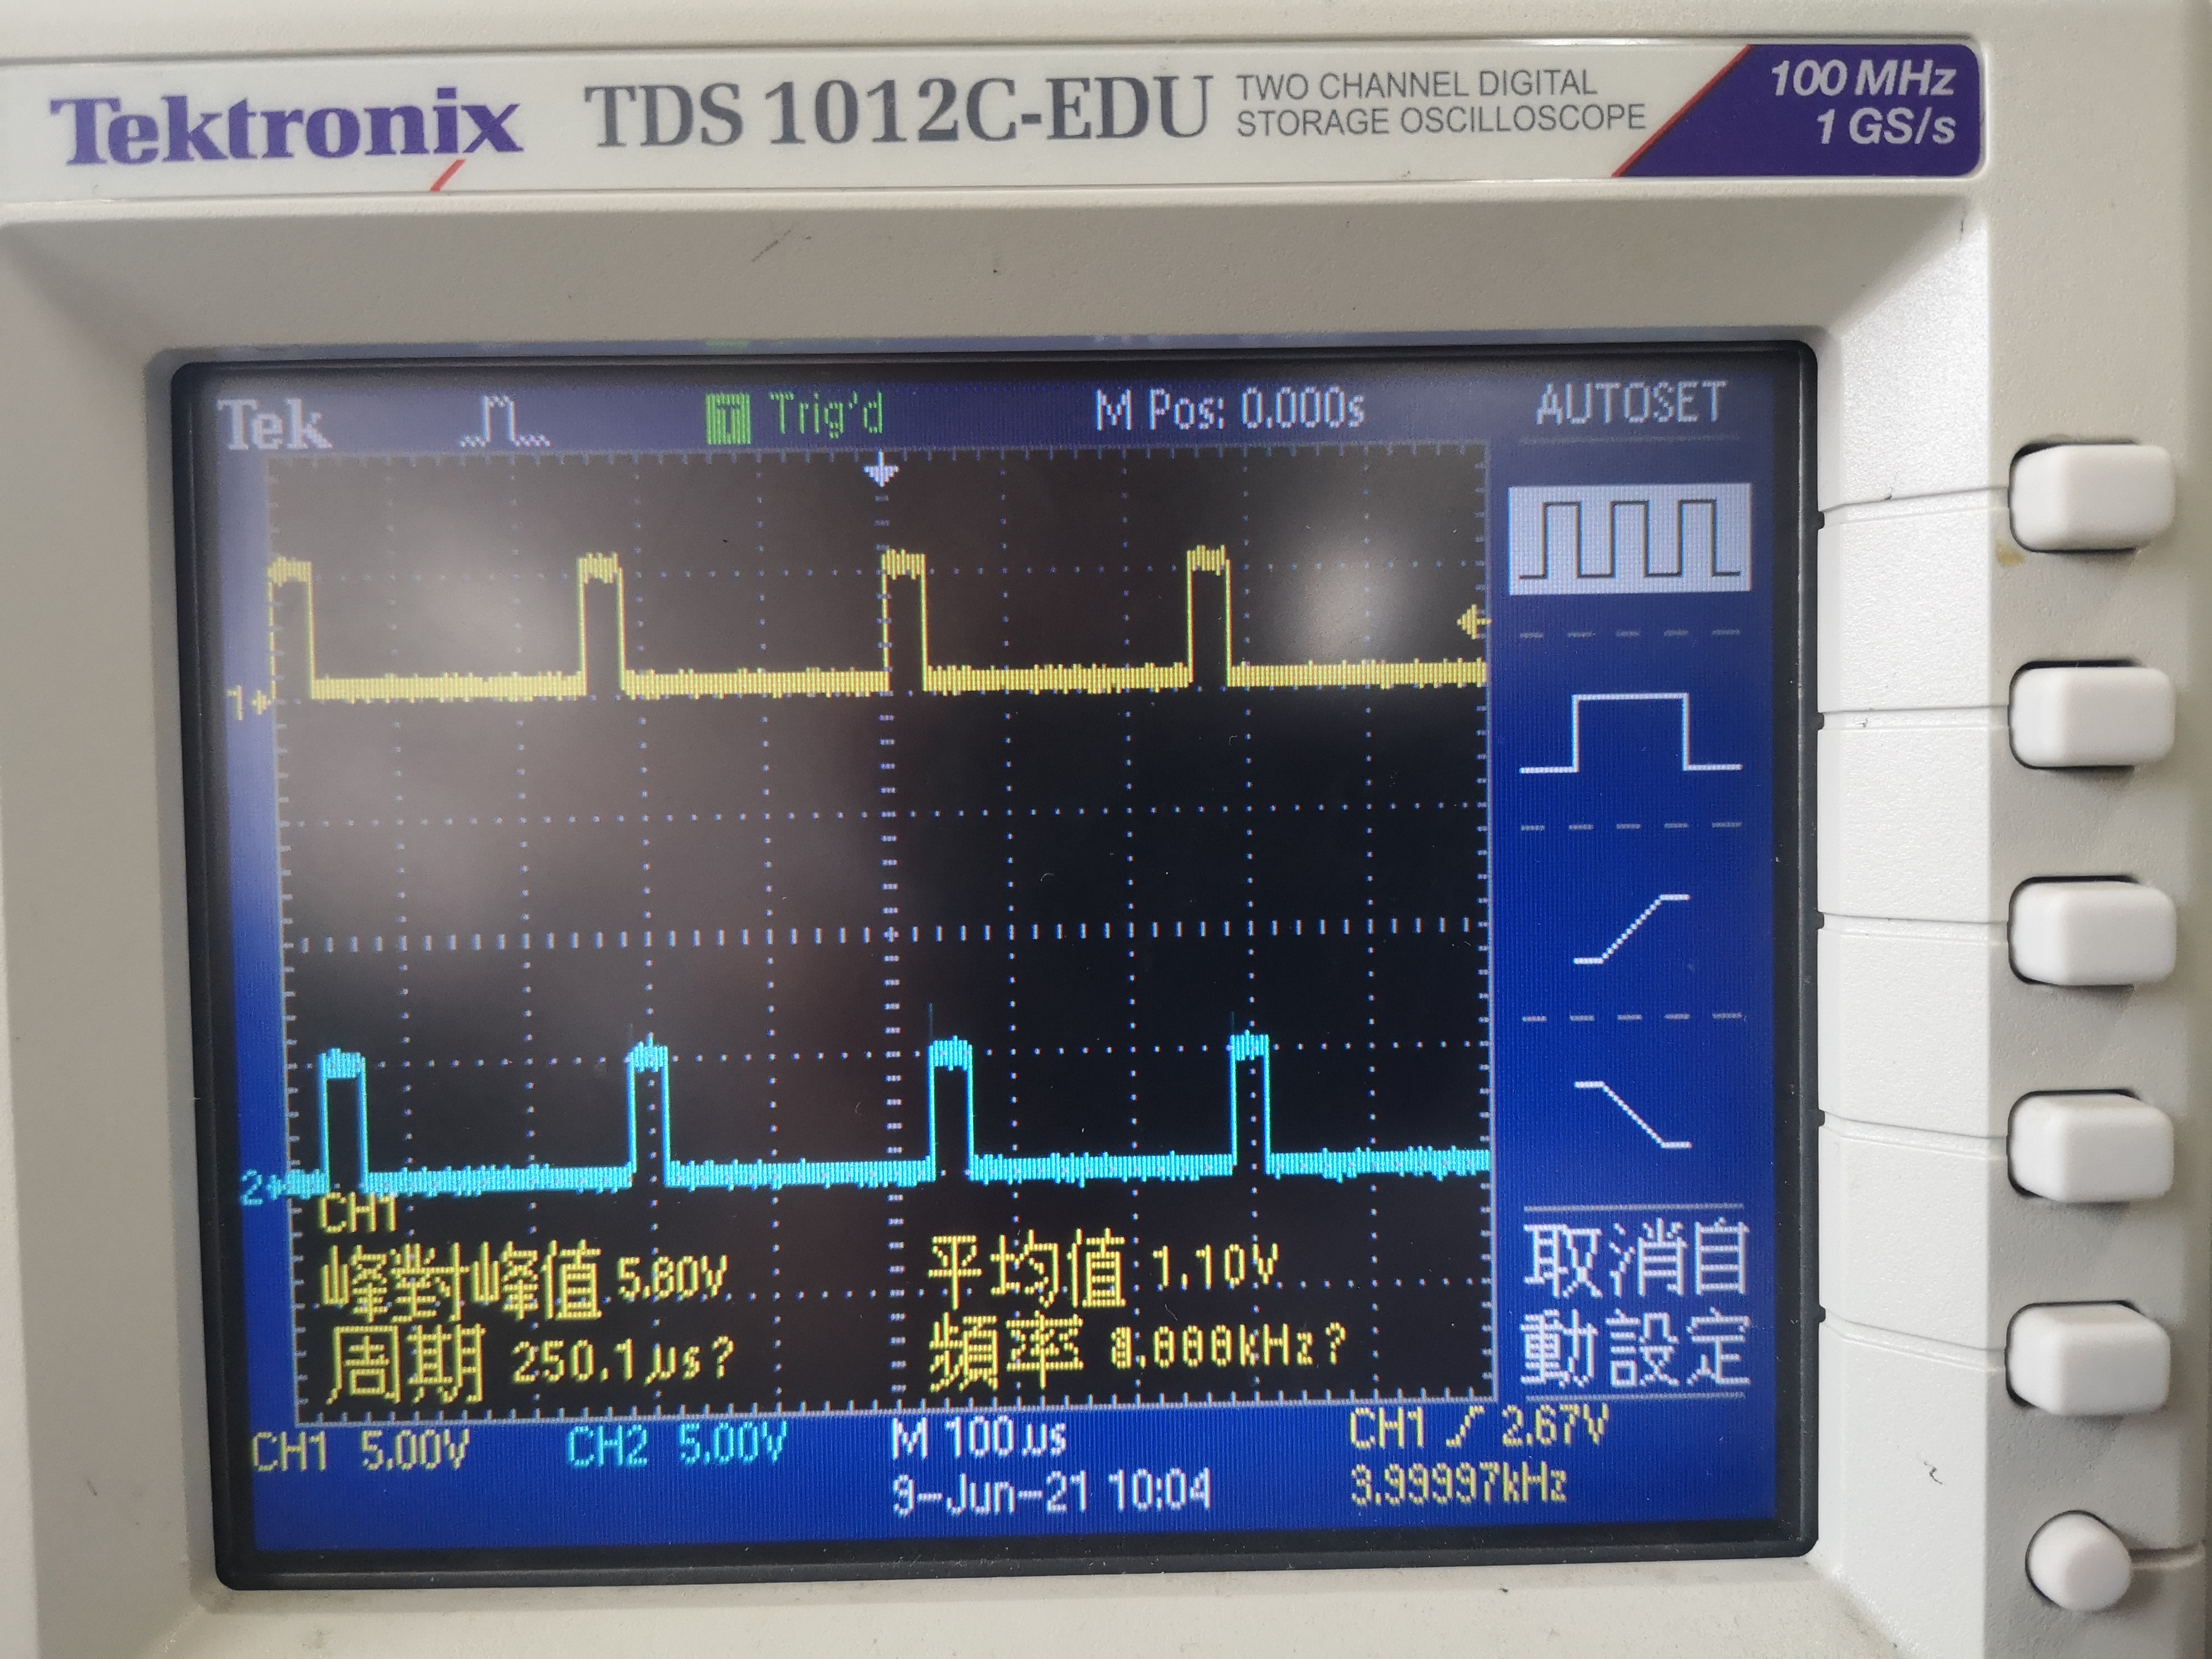 Tektronix TDS 1012C-EDU TWO CHANNEL DIGITAL STORAGE OSCILLOSCOPE 100 MHz 1 GS/s
Tek T Trig'd M Pos: 0.000s AUTOSET
1
2
CH1
峰對峰值 5.80V 平均值 1.10V
周期 250.1µs? 頻率
取消自
動設定
CH1 5.00V CH2 5.00V M 100µs CH1 2.67V
9-Jun-21 10:04 3.99997kHz